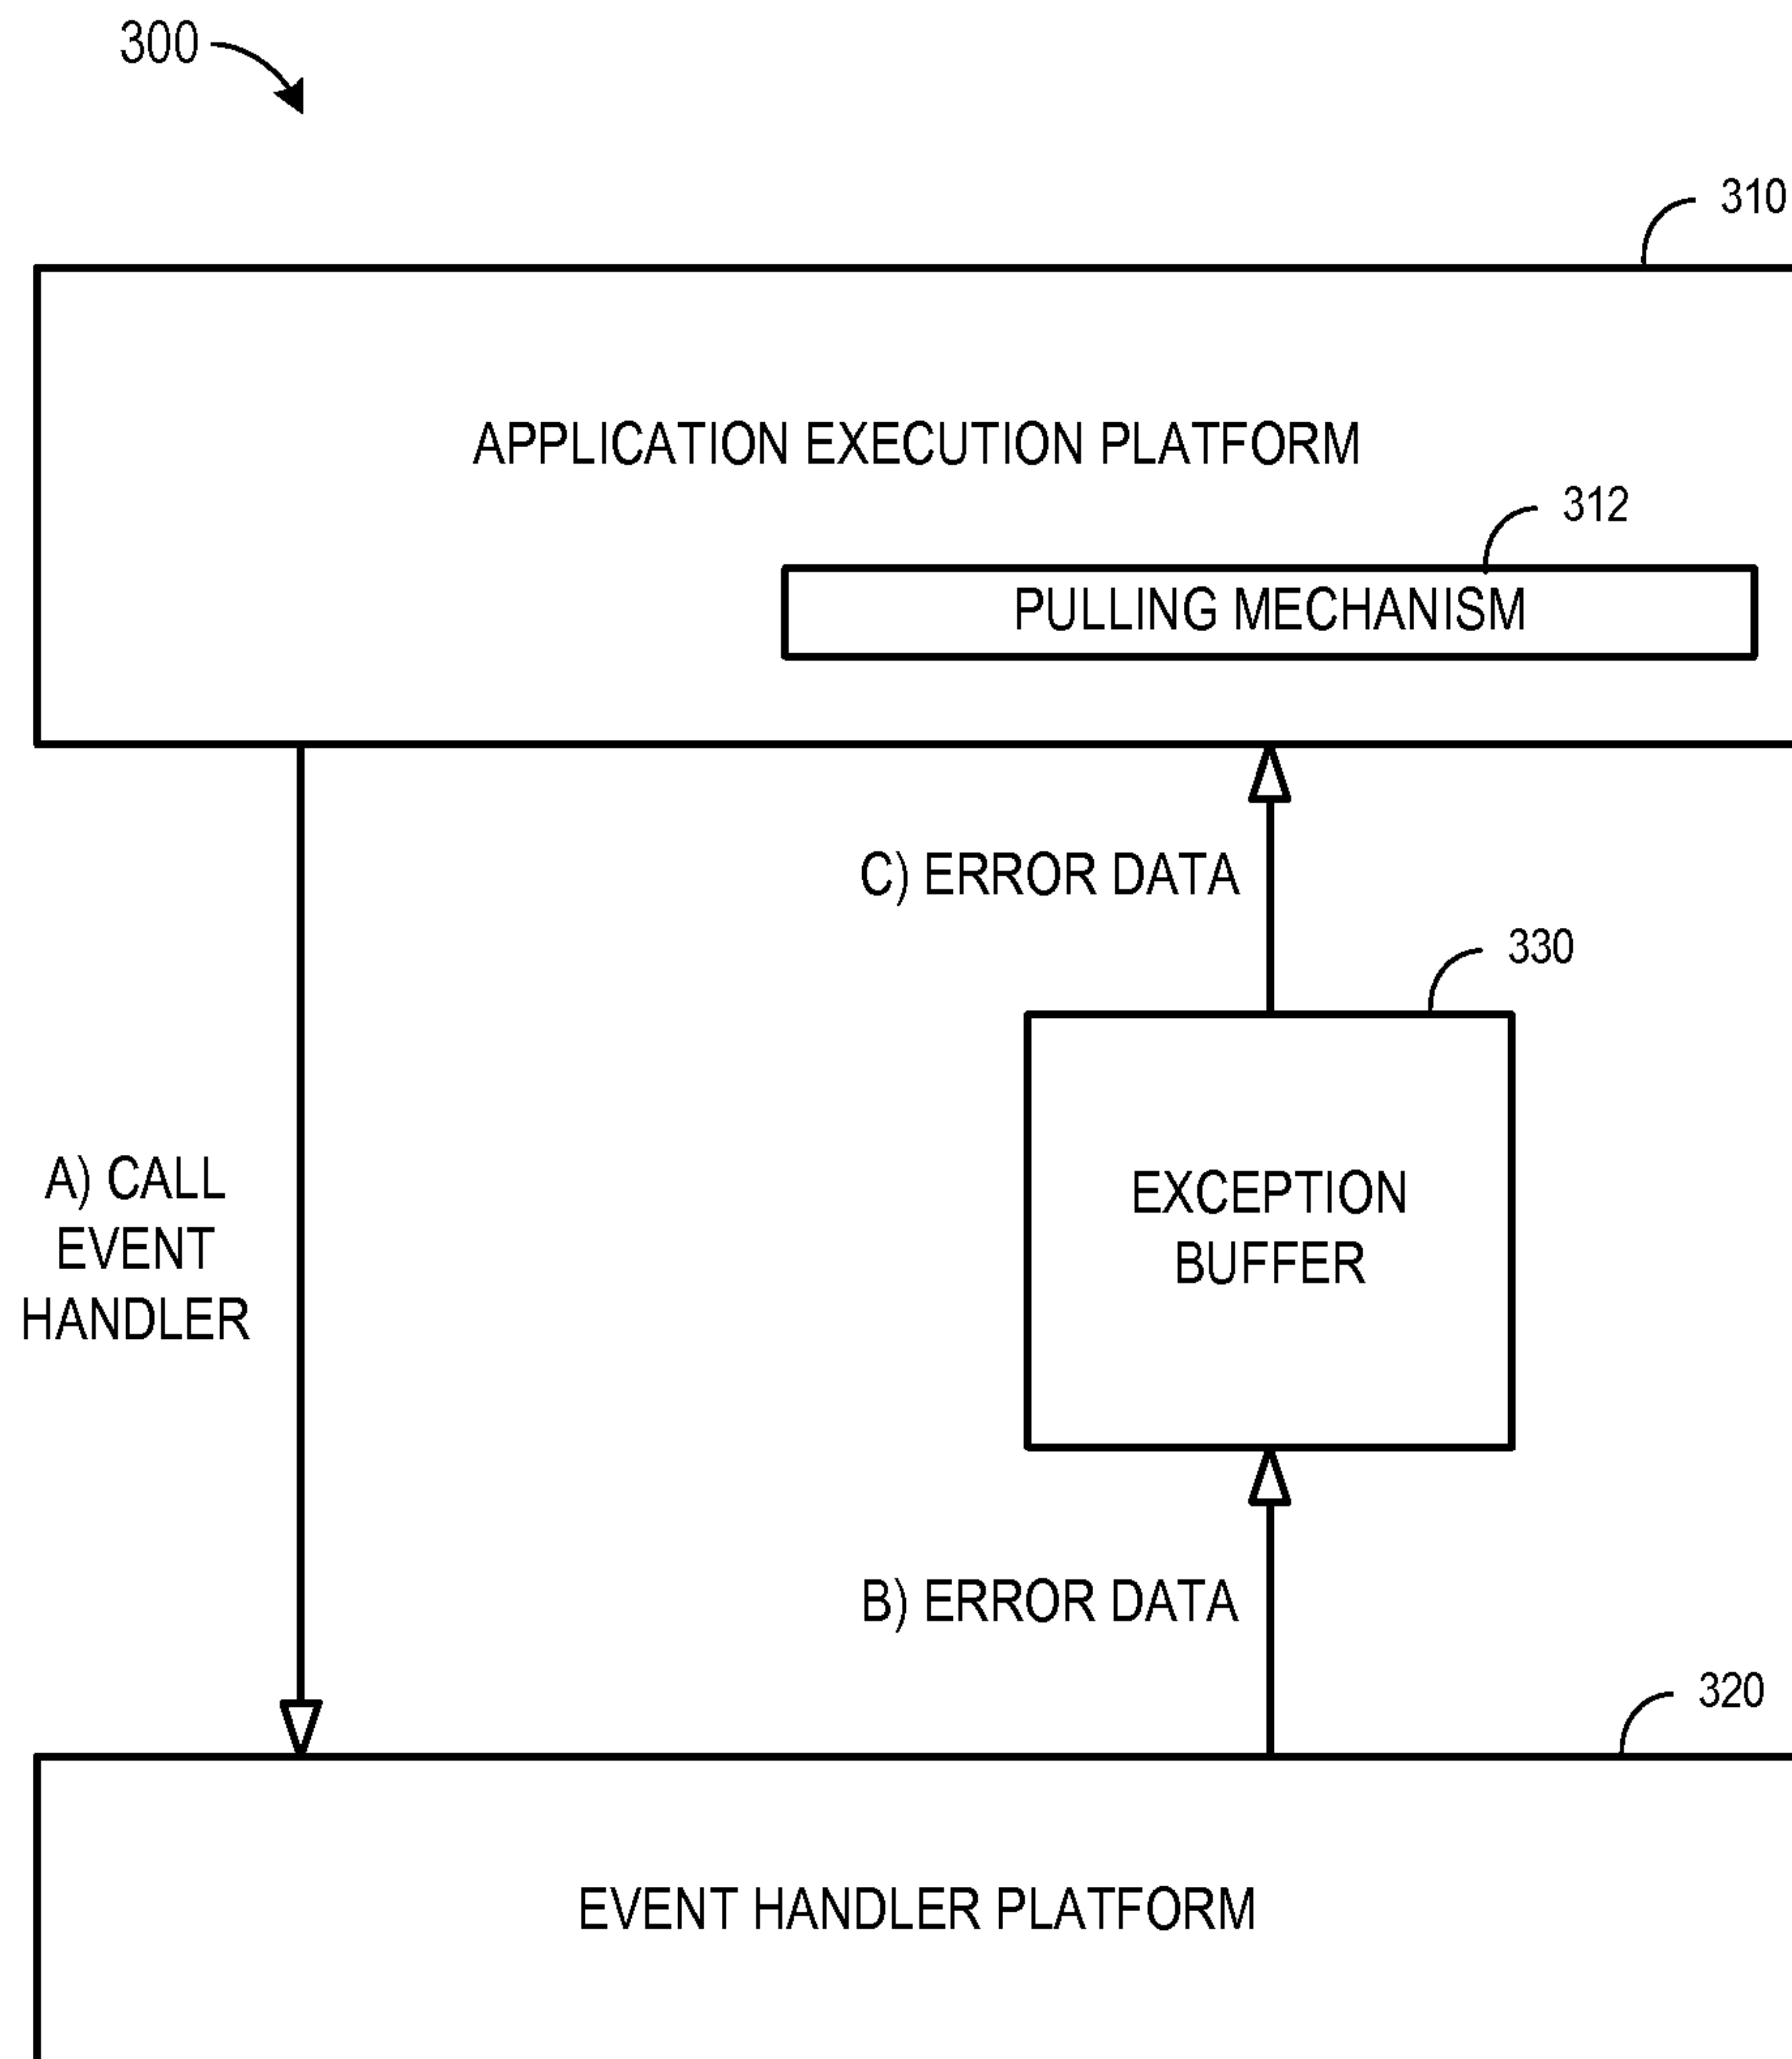 300
310
APPLICATION EXECUTION PLATFORM
312
PULLING MECHANISM
C) ERROR DATA
330
A) CALL
EVENT
HANDLER
EXCEPTION
BUFFER
B) ERROR DATA
320
EVENT HANDLER PLATFORM